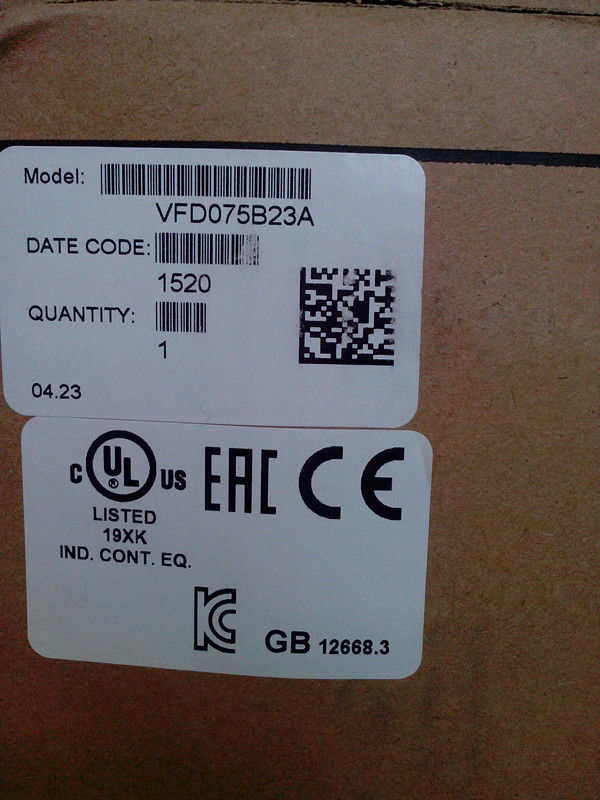 Model:
VFD075B23A
DATE CODE:
1520
QUANTITY:
1
04.23
C UL ® US
LISTED
19XK
IND. CONT. EQ.
EAC CE
KC
GB 12668.3